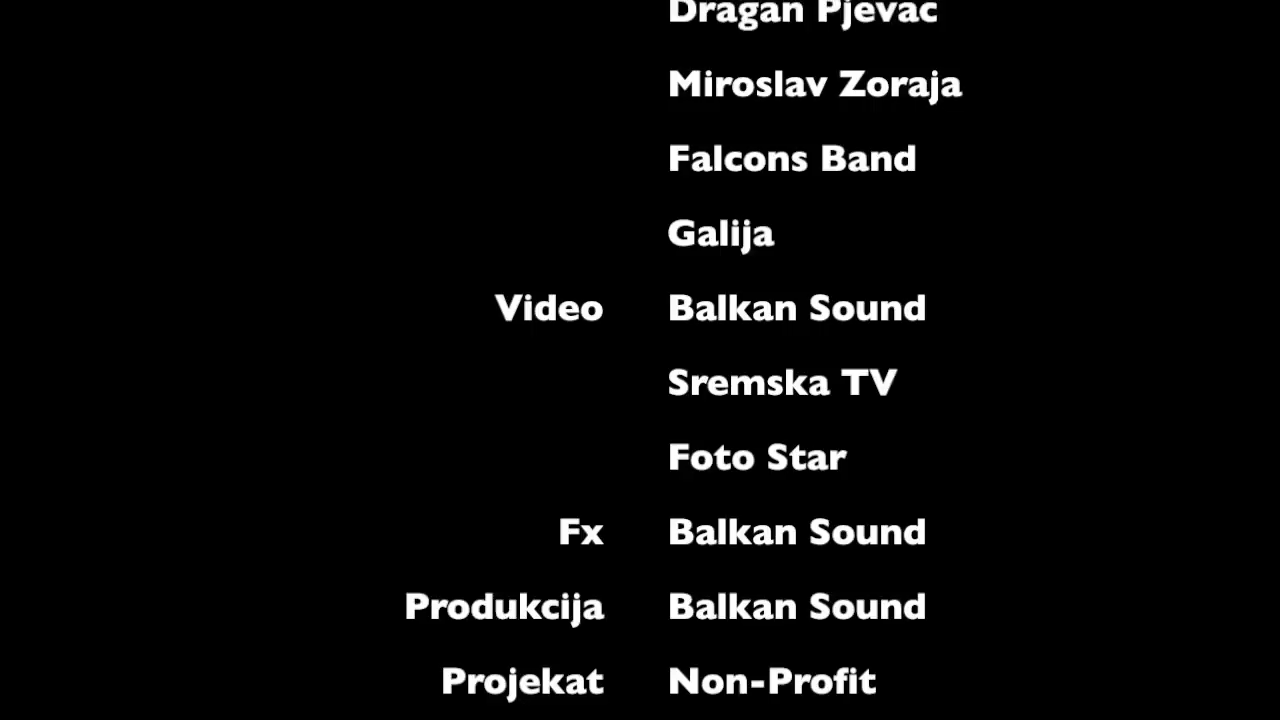 Dragan Pjevac
Miroslav Zoraja
Falcons Band
Galija
Video Balkan Sound
Sremska TV
Foto Star
Fx Balkan Sound
Produkcija Balkan Sound
Projekat Non-Profit